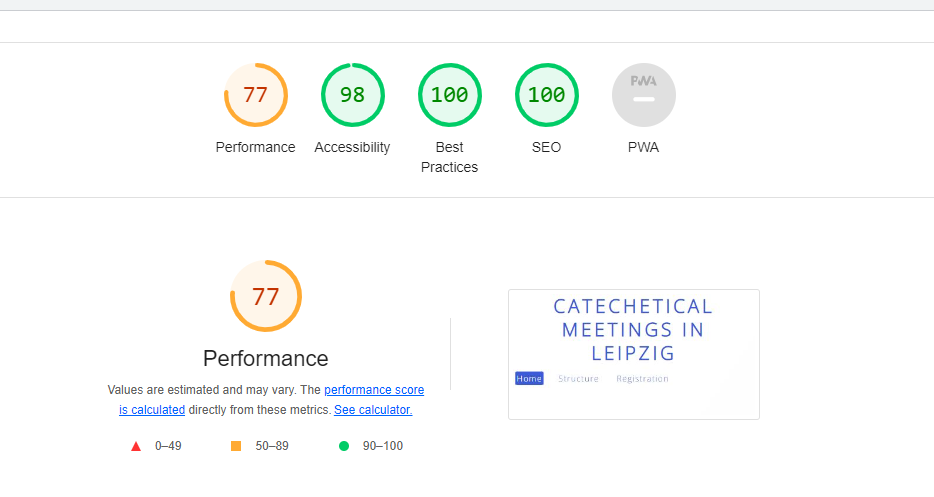 77
98
100
100
PWA
Performance
Accessibility
Best
Practices
SEO
PWA
77
Performance
Values are estimated and may vary. The performance score
is calculated directly from these metrics. See calculator.
0–49
50–89
90–100
CATECHETICAL
MEETINGS IN
LEIPZIG
Home Structure Registration